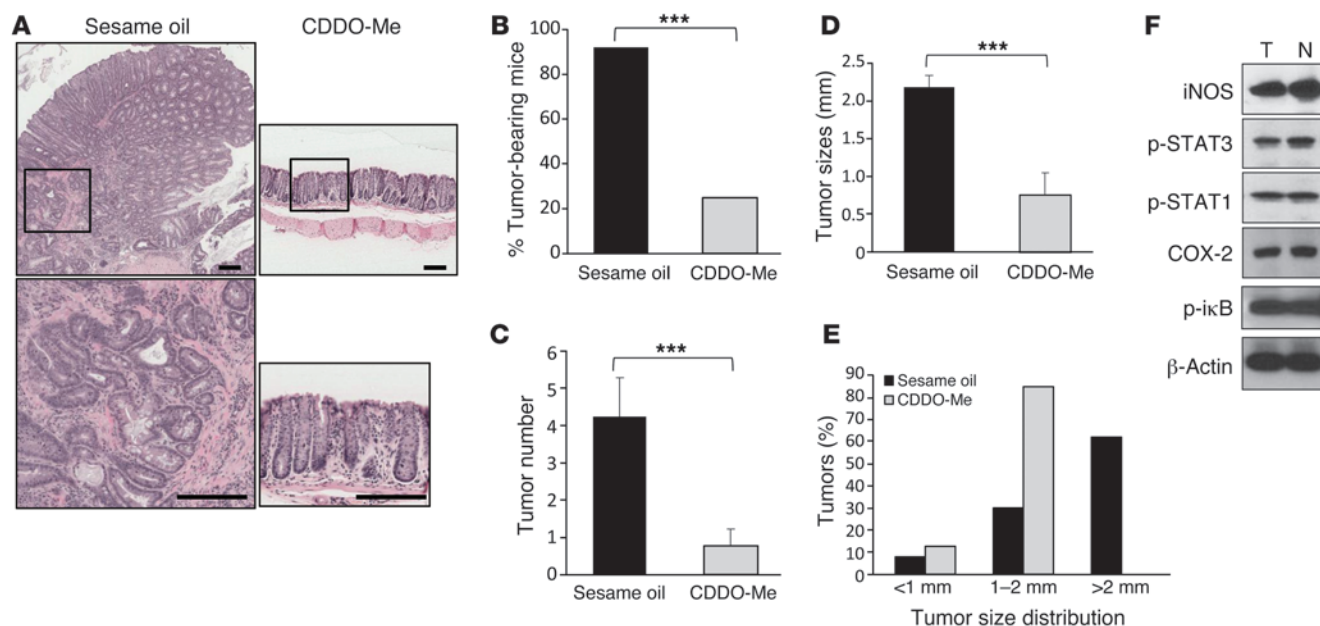 A
Sesame oil
CDDO-Me
B
***
100
80
60
40
20
0
% Tumor-bearing mice
Sesame oil
CDDO-Me
C
***
6
5
4
3
2
1
0
Tumor number
Sesame oil
CDDO-Me
D
***
2.5
2.0
1.5
1.0
0.5
0
Tumor sizes (mm)
Sesame oil
CDDO-Me
E
90
80
70
60
50
40
30
20
10
0
Tumors (%)
Sesame oil
CDDO-Me
<1 mm
1–2 mm
>2 mm
Tumor size distribution
F
T N
iNOS
p-STAT3
p-STAT1
COX-2
p-iκB
β-Actin